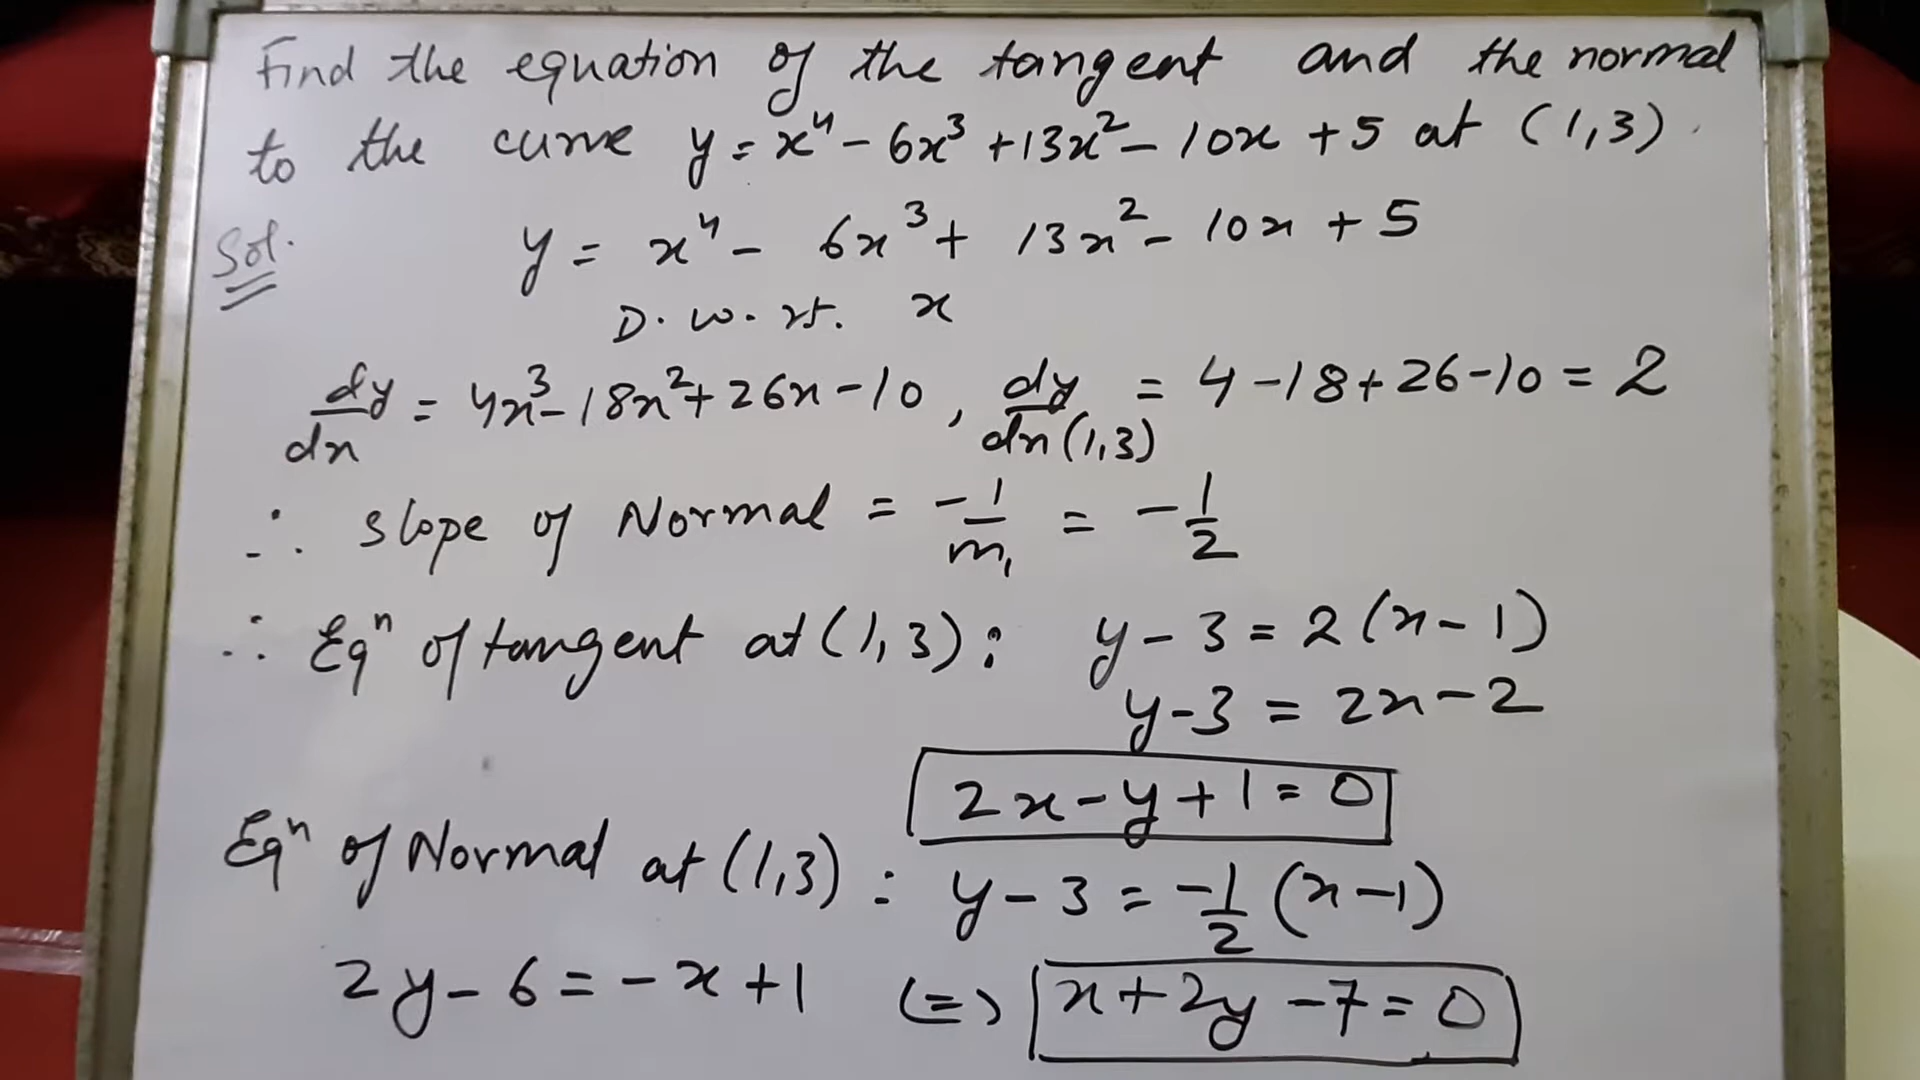 Find the equation of the tangent and the normal
to the curve y = x⁴ - 6x³ + 13x² - 10x + 5 at (1,3).
Sol. y = x⁴ - 6x³ + 13x² - 10x + 5
D. w. rt. x
dy/dx = 4x³ - 18x² + 26x - 10, dy/dx (1,3) = 4 - 18 + 26 - 10 = 2
∴ slope of Normal = -1/m₁ = -1/2
∴ Eqⁿ of tangent at (1,3): y - 3 = 2(x - 1)
y - 3 = 2x - 2
2x - y + 1 = 0
Eqⁿ of Normal at (1,3) : y - 3 = -1/2 (x - 1)
2y - 6 = -x + 1 (=) x + 2y - 7 = 0